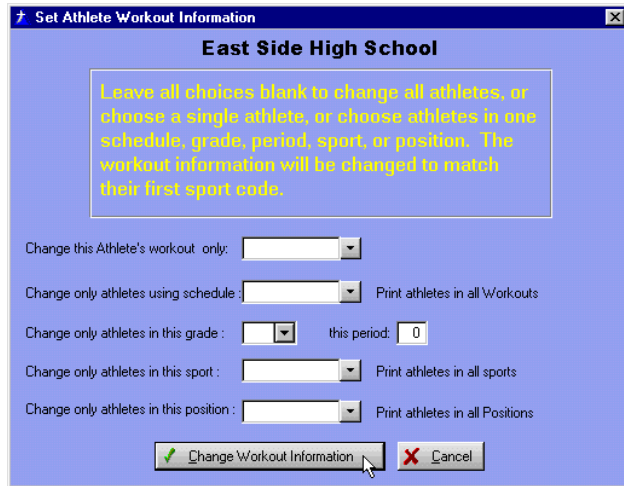 Set Athlete Workout Information
East Side High School
Leave all choices blank to change all athletes, or
choose a single athlete, or choose athletes in one
schedule, grade, period, sport, or position. The
workout information will be changed to match
their first sport code.
Change this Athlete's workout only:
Change only athletes using schedule : Print athletes in all Workouts
Change only athletes in this grade : this period: 0
Change only athletes in this sport : Print athletes in all sports
Change only athletes in this position : Print athletes in all Positions
Change Workout Information Cancel